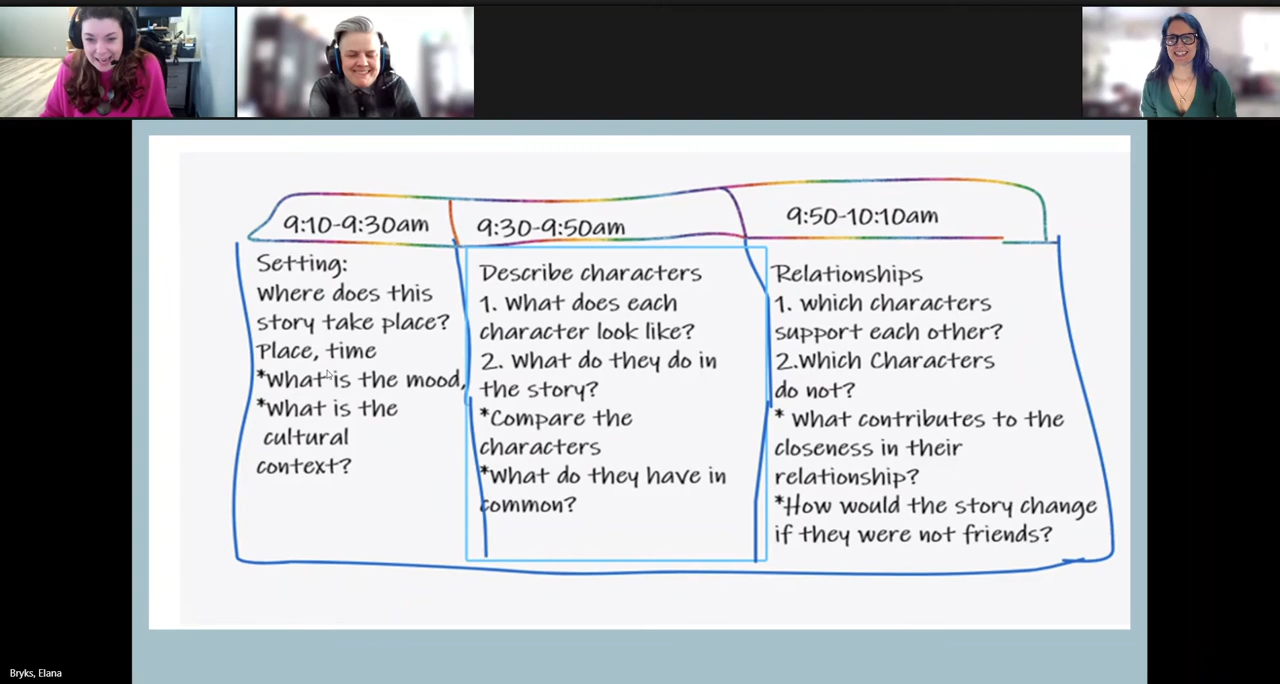 9:10-9:30am
Setting:
Where does this
story take place?
Place, time
*What is the mood,
*What is the
cultural
context?
9:30-9:50am
Describe characters
1. What does each
character look like?
2. What do they do in
the story?
*Compare the
characters
*What do they have in
common?
9:50-10:10am
Relationships
1. which characters
support each other?
2.Which Characters
do not?
* What contributes to the
closeness in their
relationship?
*How would the story change
if they were not friends?
Bryks, Elana